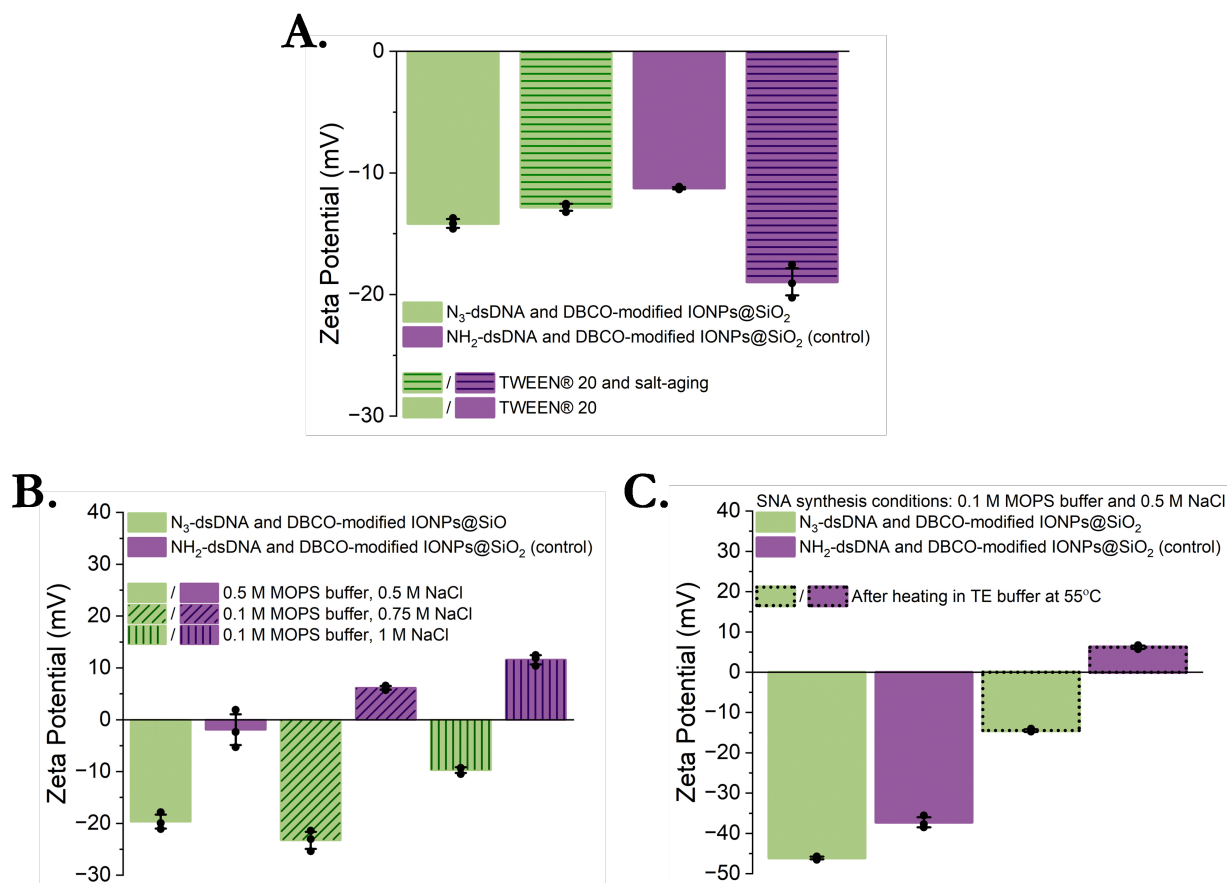 A.
0
−10
−20
−30
Zeta Potential (mV)
N₃-dsDNA and DBCO-modified IONPs@SiO₂
NH₂-dsDNA and DBCO-modified IONPs@SiO₂ (control)
/ TWEEN® 20 and salt-aging
/ TWEEN® 20
B.
40
30
20
10
0
−10
−20
−30
Zeta Potential (mV)
N₃-dsDNA and DBCO-modified IONPs@SiO
NH₂-dsDNA and DBCO-modified IONPs@SiO₂ (control)
/ 0.5 M MOPS buffer, 0.5 M NaCl
/ 0.1 M MOPS buffer, 0.75 M NaCl
/ 0.1 M MOPS buffer, 1 M NaCl
C.
SNA synthesis conditions: 0.1 M MOPS buffer and 0.5 M NaCl
40
30
20
10
0
−10
−20
−30
−40
−50
Zeta Potential (mV)
N₃-dsDNA and DBCO-modified IONPs@SiO₂
NH₂-dsDNA and DBCO-modified IONPs@SiO₂ (control)
/ After heating in TE buffer at 55°C